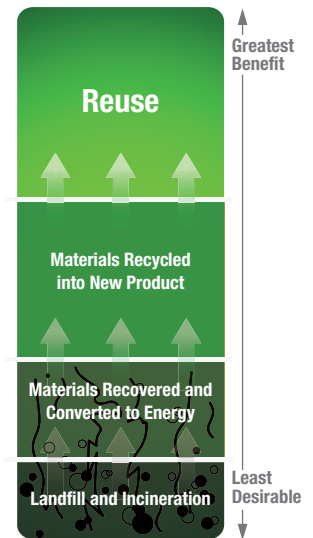 Greatest
Benefit
Reuse
Materials Recycled
into New Product
Materials Recovered and
Converted to Energy
Least
Desirable
Landfill and Incineration